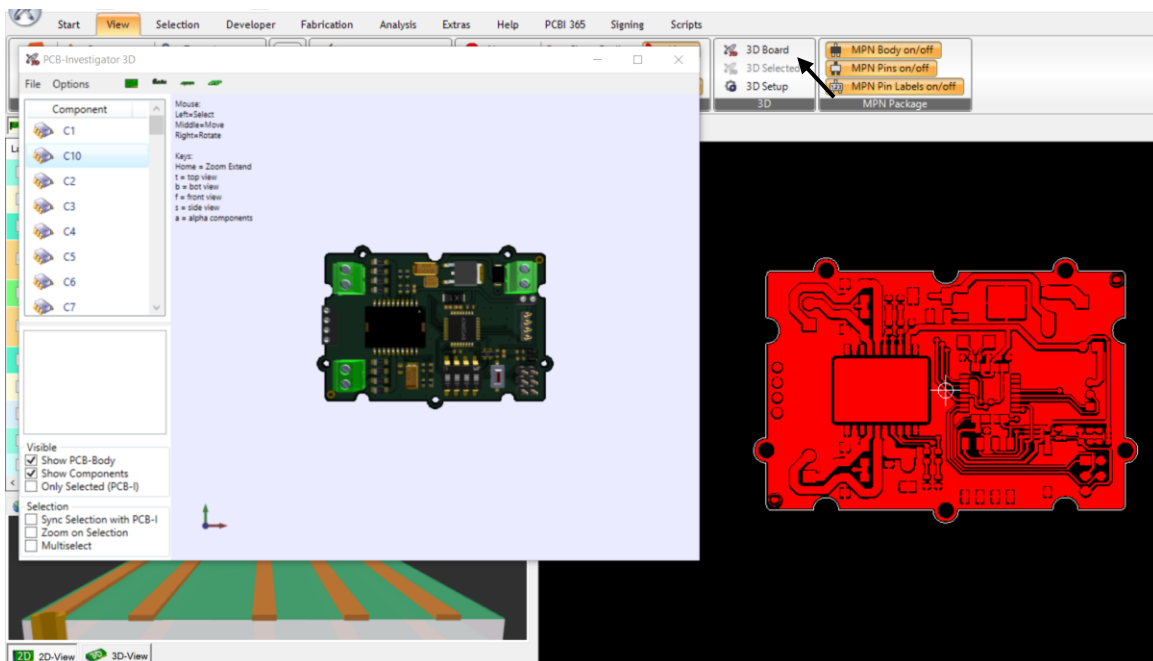 Start View Selection Developer Fabrication Analysis Extras Help PCBI 365 Signing Scripts
PCB-Investigator 3D
3D Board
3D Selected
3D Setup
3D
MPN Body on/off
MPN Pins on/off
MPN Pin Labels on/off
MPN Package
File Options
Component
C1
C10
C2
C3
C4
C5
C6
C7
Mouse:
Left=Select
Middle=Move
Right=Rotate
Keys:
Home = Zoom Extend
t = top view
b = bot view
f = front view
s = side view
a = alpha components
Visible
Show PCB-Body
Show Components
Only Selected (PCB-I)
Selection
Sync Selection with PCB-I
Zoom on Selection
Multiselect
2D 2D-View 3D-View